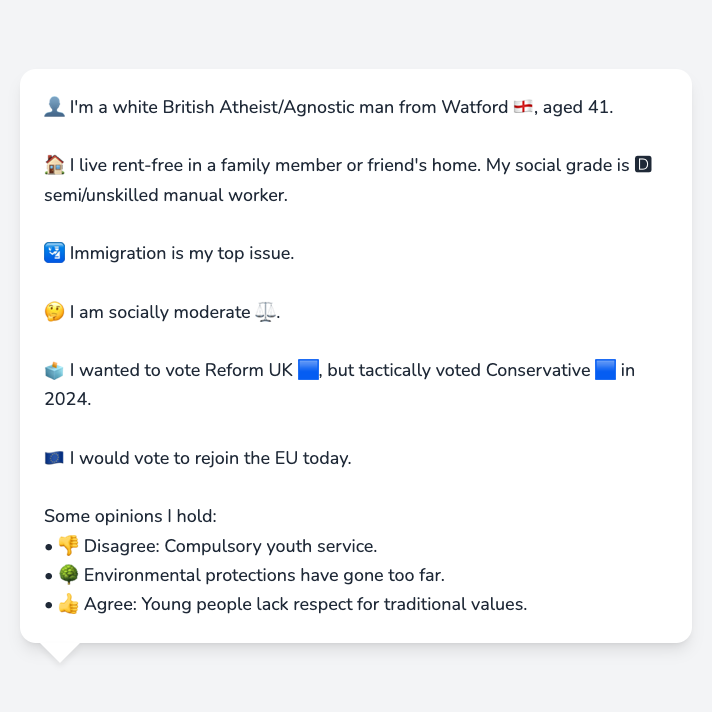 👤 I'm a white British Atheist/Agnostic man from Watford 🏴󠁧󠁢󠁥󠁮󠁧󠁿, aged 41.
🏠 I live rent-free in a family member or friend's home. My social grade is 🅳
semi/unskilled manual worker.
🛂 Immigration is my top issue.
🤔 I am socially moderate ⚖️.
🗳️ I wanted to vote Reform UK 🟦, but tactically voted Conservative 🟦 in
2024.
🇪🇺 I would vote to rejoin the EU today.
Some opinions I hold:
• 👎 Disagree: Compulsory youth service.
• 🌳 Environmental protections have gone too far.
• 👍 Agree: Young people lack respect for traditional values.